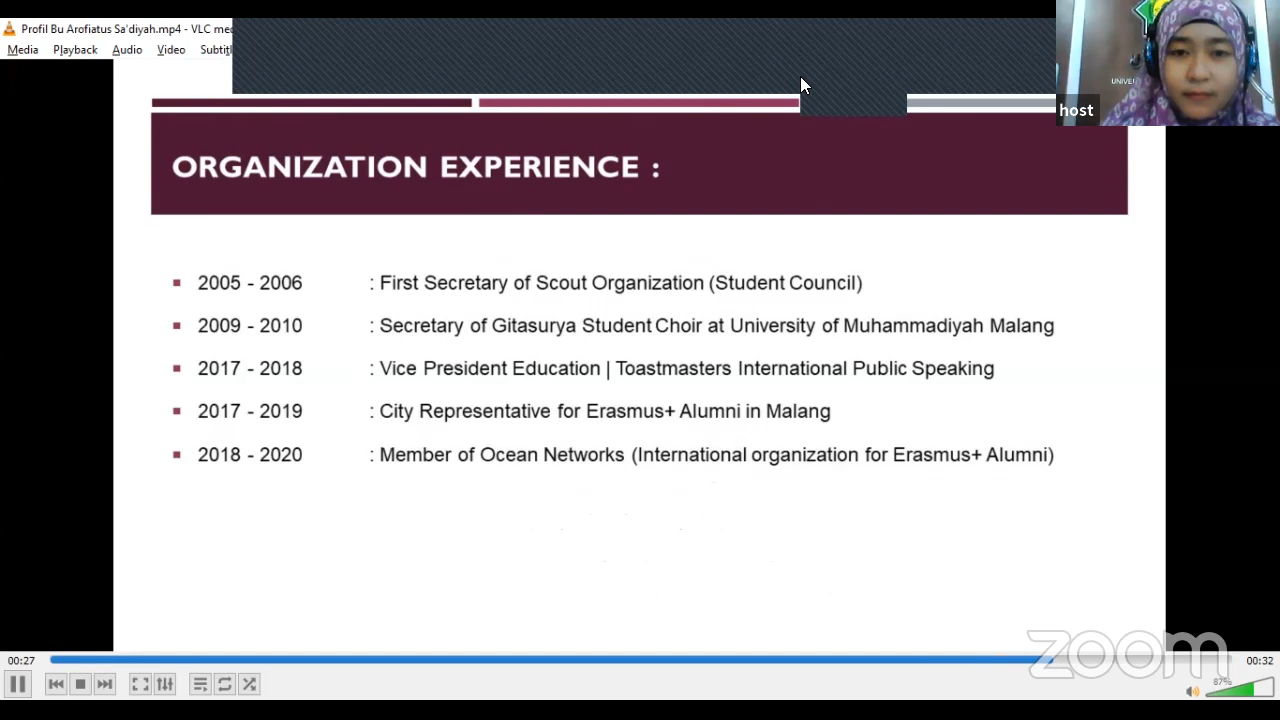 Profil Bu Arofiatus Sa'diyah.mp4 - VLC
Media Playback Audio Video
UNIVE
host
ORGANIZATION EXPERIENCE :
▪ 2005 - 2006 : First Secretary of Scout Organization (Student Council)
▪ 2009 - 2010 : Secretary of Gitasurya Student Choir at University of Muhammadiyah Malang
▪ 2017 - 2018 : Vice President Education | Toastmasters International Public Speaking
▪ 2017 - 2019 : City Representative for Erasmus+ Alumni in Malang
▪ 2018 - 2020 : Member of Ocean Networks (International organization for Erasmus+ Alumni)
zoom
00:27 00:32
87%